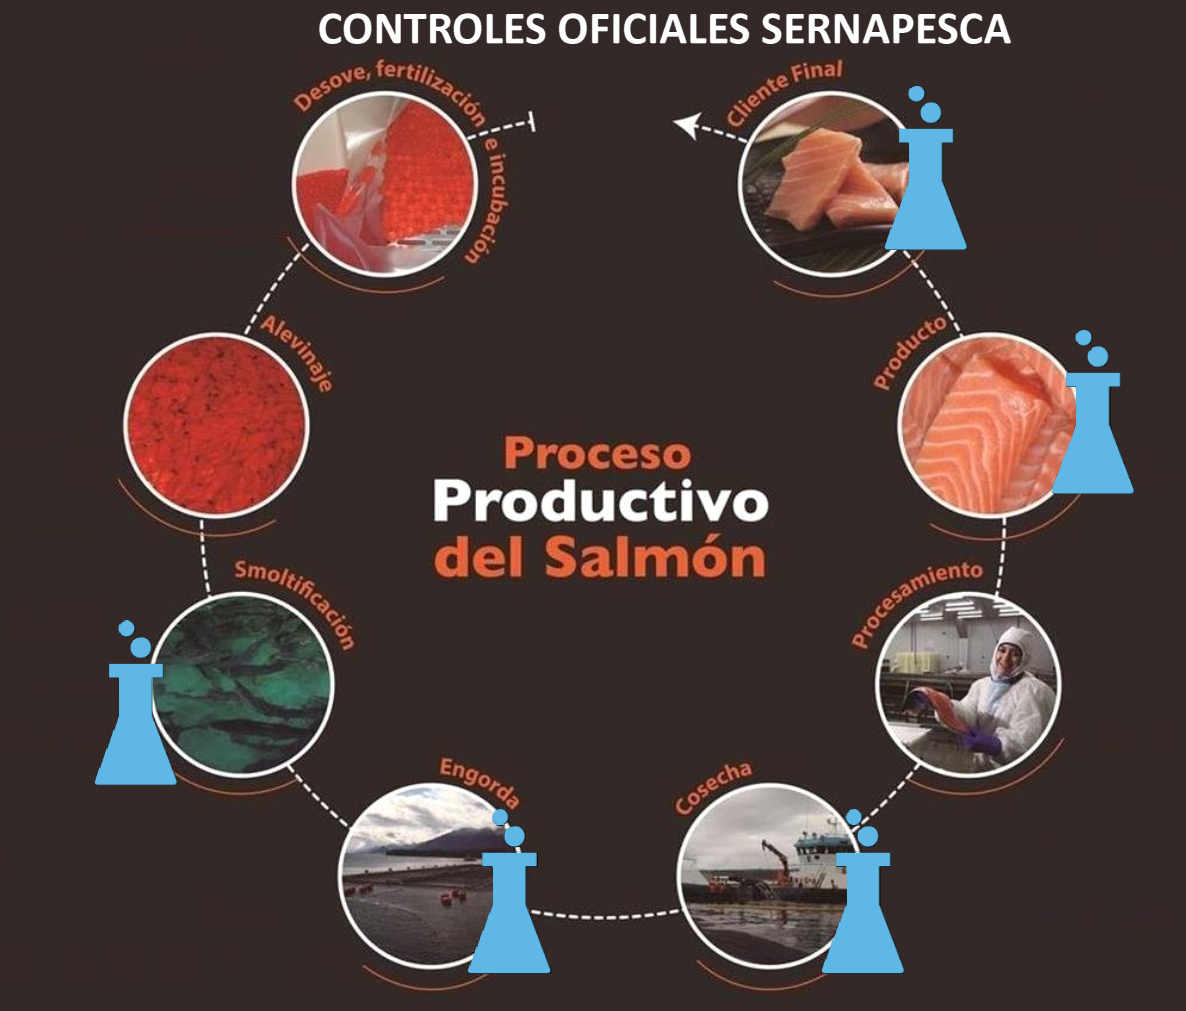 CONTROLES OFICIALES SERNAPESCA
Desove, fertilización e incubación
Cliente Final
Alevinaje
Producto
Proceso
Productivo
del Salmón
Smoltificación
Procesamiento
Engorda
Cosecha